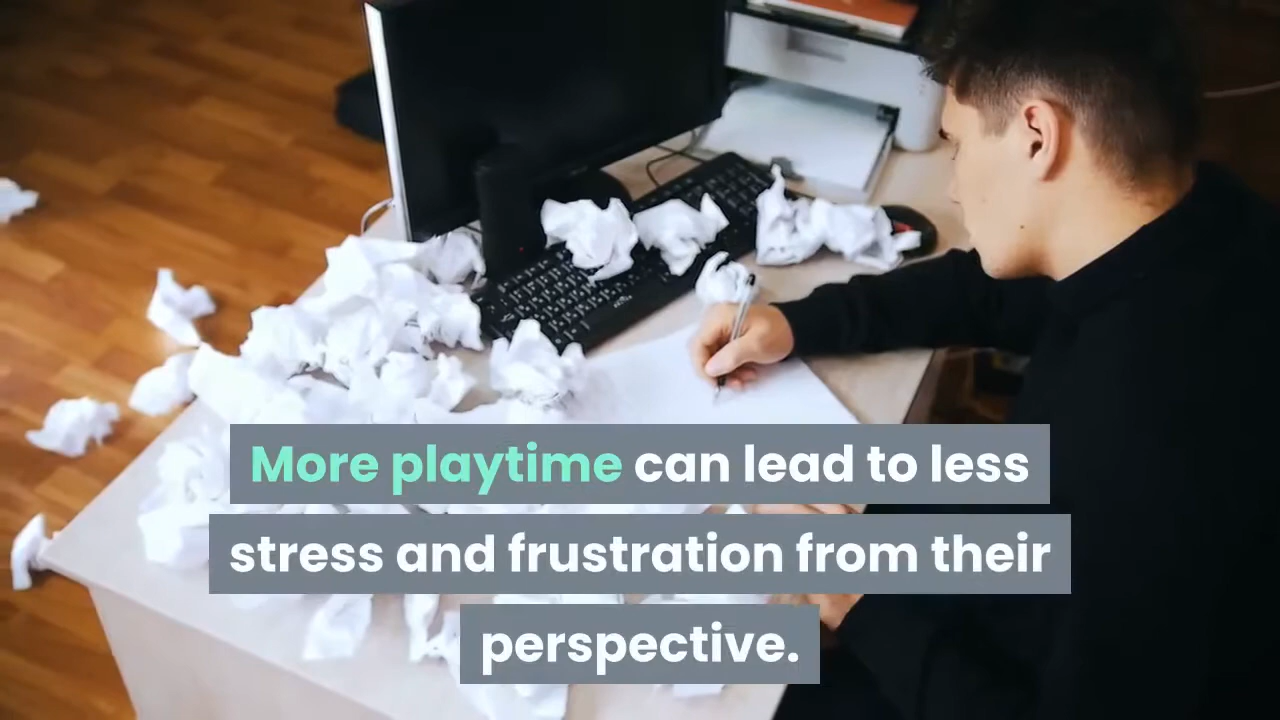 More playtime can lead to less
stress and frustration from their
perspective.